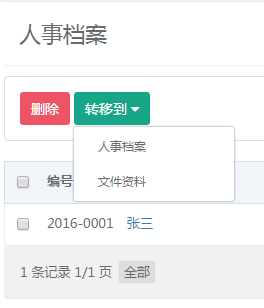 人事档案
删除 转移到
人事档案
文件资料
编号
2016-0001 张三
1 条记录 1/1 页 全部